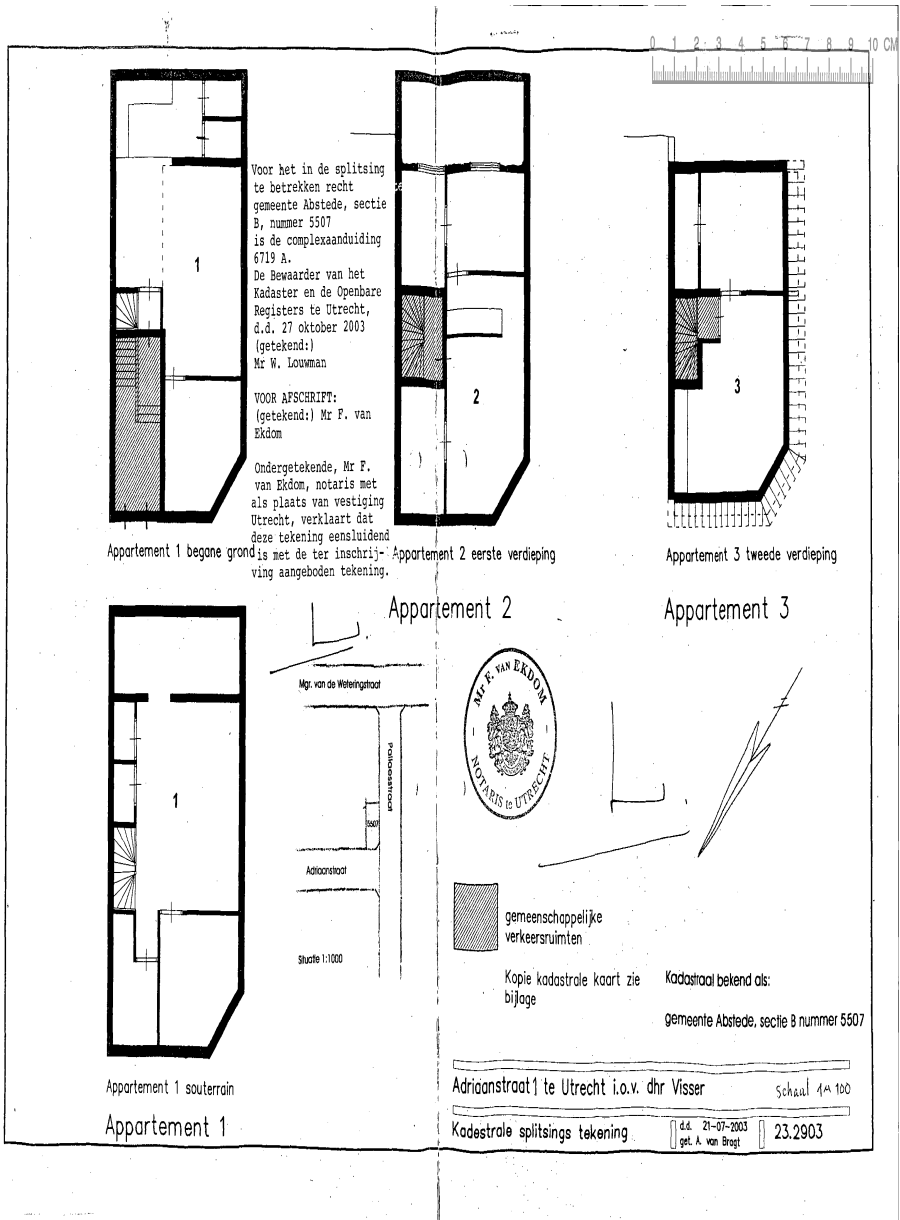 0 1 2 3 4 5 6 7 8 9 10 CM
Voor het in de splitsing
te betrekken recht
gemeente Abstede, sectie
B, nummer 5507
is de complexaanduiding
6719 A.
De Bewaarder van het
Kadaster en de Openbare
Registers te Utrecht,
d.d. 27 oktober 2003
(getekend:)
Mr W. Louwman
VOOR AFSCHRIFT:
(getekend:) Mr F. van
Ekdom
Ondergetekende, Mr F.
van Ekdom, notaris met
als plaats van vestiging
Utrecht, verklaart dat
deze tekening eensluidend
is met de ter inschrij-
ving aangeboden tekening.
1
2
3
Appartement 1 begane grond
Appartement 2 eerste verdieping
Appartement 3 tweede verdieping
Appartement 2
Appartement 3
1
Mgr. van de Weteringstraat
Pallaesstraat
5507
Adriaanstraat
Situatie 1:1000
Mr F. VAN EKDOM
NOTARIS te UTRECHT
gemeenschappelijke
verkeersruimten
Kopie kadastrale kaart zie
bijlage
Kadastraal bekend als:
gemeente Abstede, sectie B nummer 5507
Appartement 1 souterrain
Appartement 1
Adriaanstraat 1 te Utrecht i.o.v. dhr Visser
Schaal 1:100
Kadestrale splitsings tekening
d.d. 21-07-2003
get. A. van Bragt
23.2903